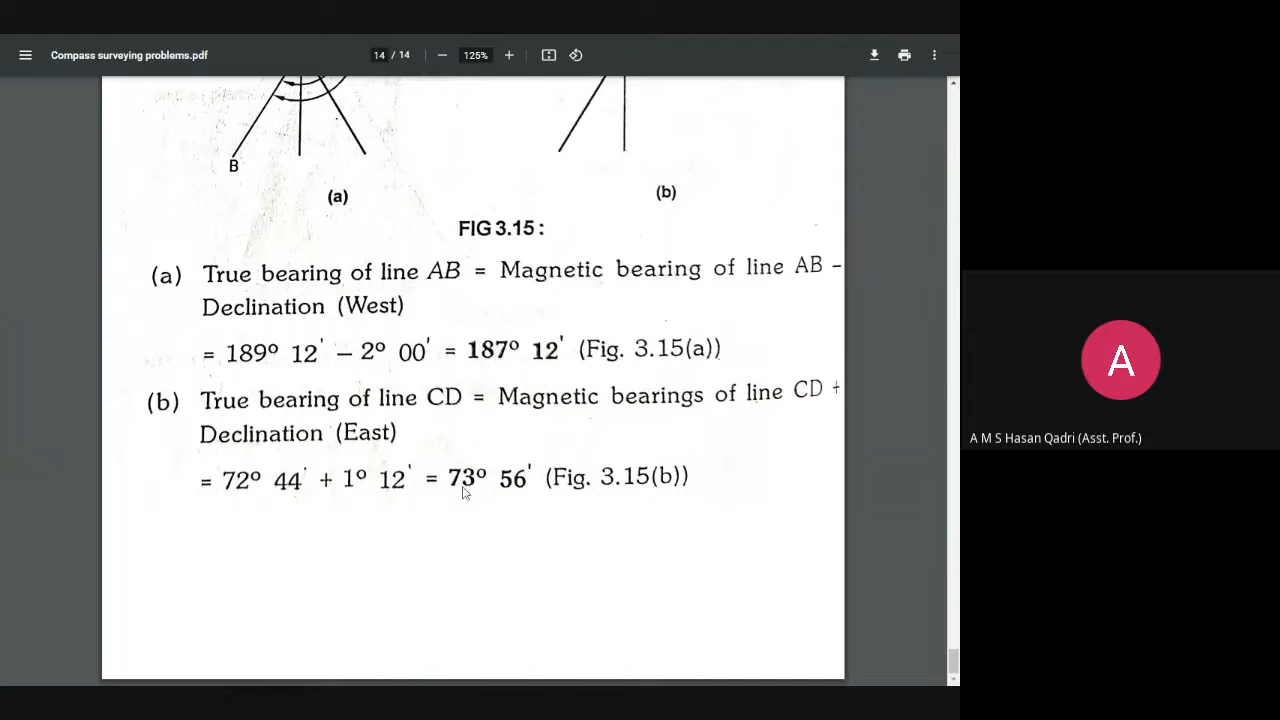 Compass surveying problems.pdf
14 / 14
125%
B
(a)
(b)
FIG 3.15 :
(a) True bearing of line AB = Magnetic bearing of line AB –
Declination (West)
= 189° 12' – 2° 00' = 187° 12' (Fig. 3.15(a))
(b) True bearing of line CD = Magnetic bearings of line CD +
Declination (East)
= 72° 44' + 1° 12' = 73° 56' (Fig. 3.15(b))
A
A M S Hasan Qadri (Asst. Prof.)